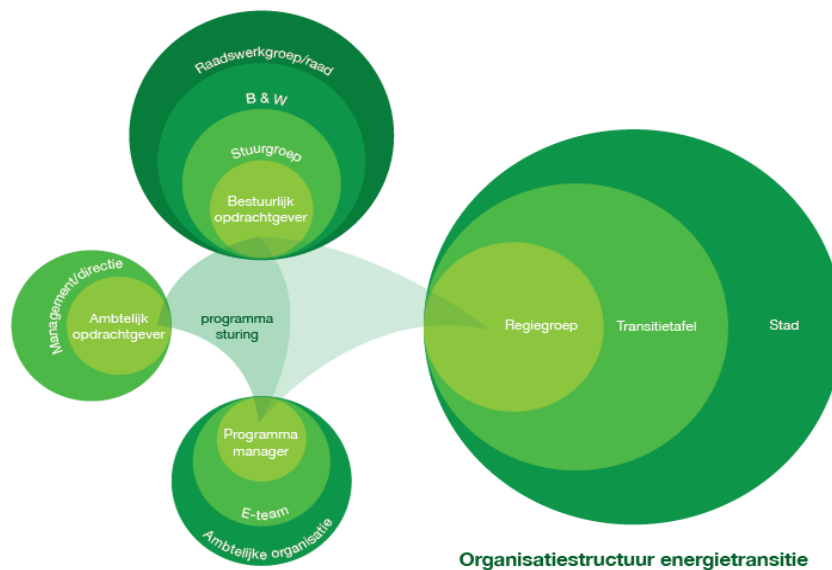 Raadswerkgroep/raad
B & W
Stuurgroep
Bestuurlijk
opdrachtgever
Management/directie
Ambtelijk
opdrachtgever
programma
sturing
Regiegroep
Transitietafel
Stad
Programma
manager
E-team
Ambtelijke organisatie
Organisatiestructuur energietransitie